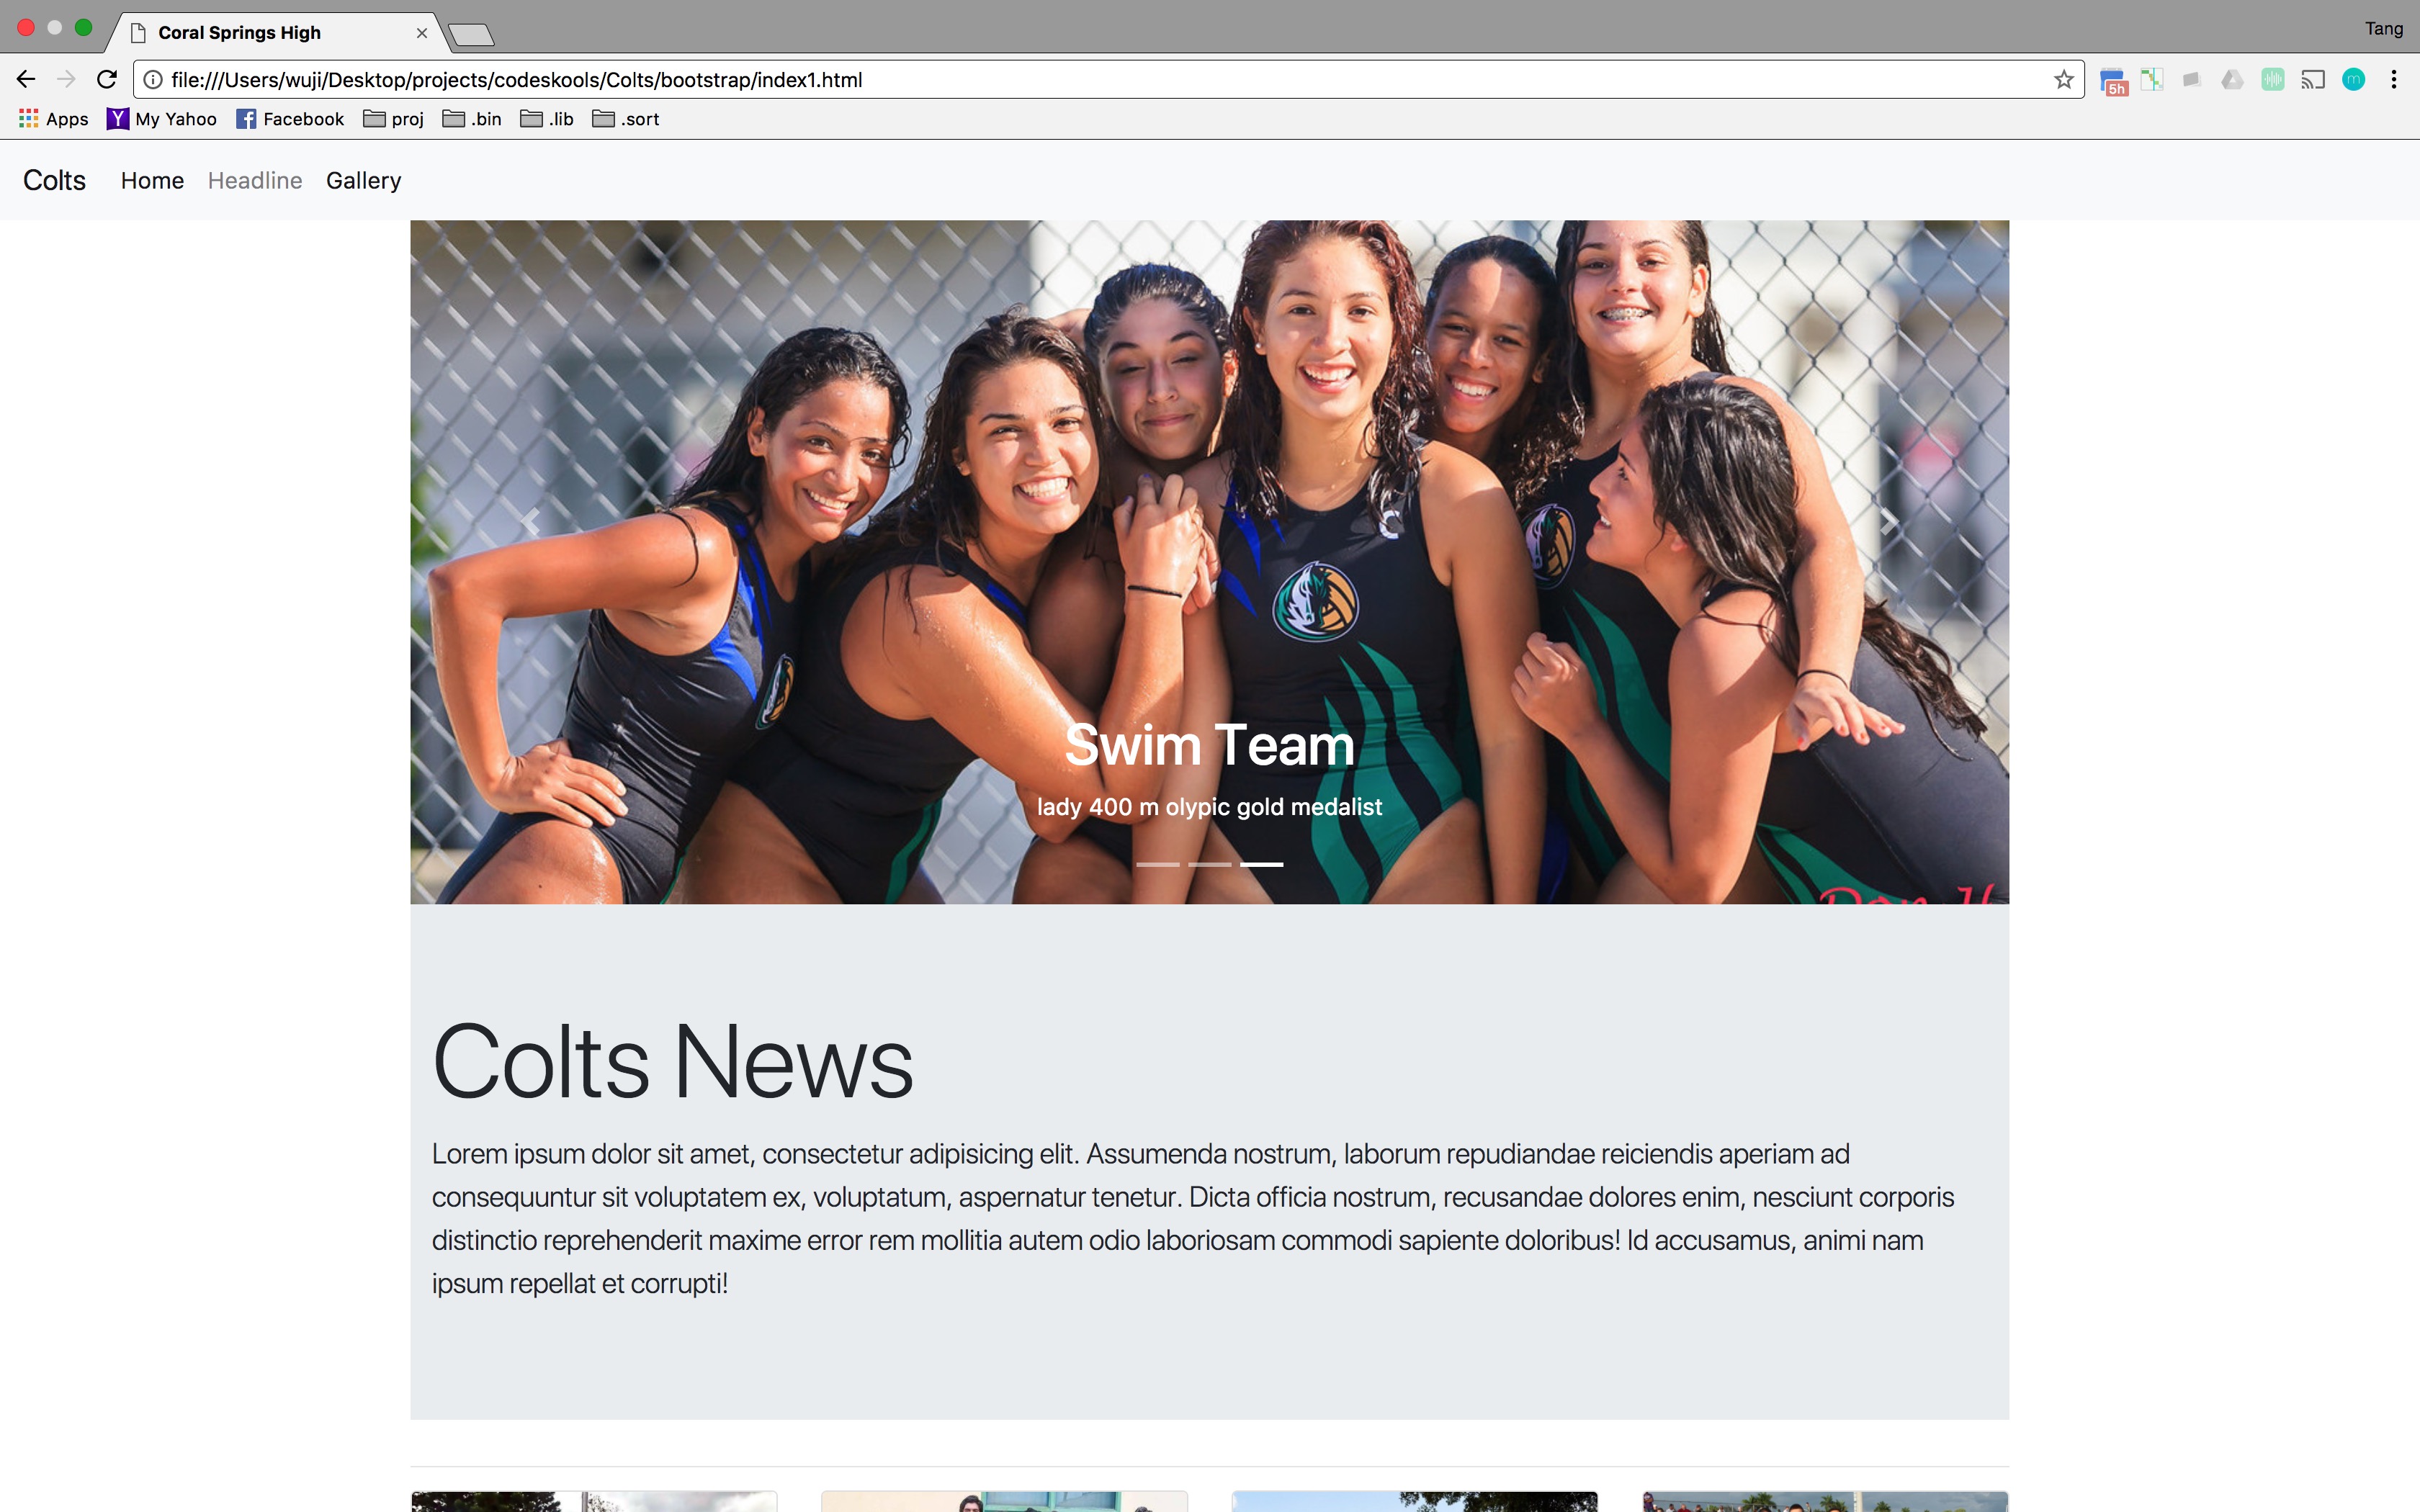 Coral Springs High
Tang
file:///Users/wuji/Desktop/projects/codeskools/Colts/bootstrap/index1.html
5h
m
Apps My Yahoo Facebook proj .bin .lib .sort
Colts Home Headline Gallery
C
Swim Team
lady 400 m olypic gold medalist
Colts News
Lorem ipsum dolor sit amet, consectetur adipisicing elit. Assumenda nostrum, laborum repudiandae reiciendis aperiam ad
consequuntur sit voluptatem ex, voluptatum, aspernatur tenetur. Dicta officia nostrum, recusandae dolores enim, nesciunt corporis
distinctio reprehenderit maxime error rem mollitia autem odio laboriosam commodi sapiente doloribus! Id accusamus, animi nam
ipsum repellat et corrupti!